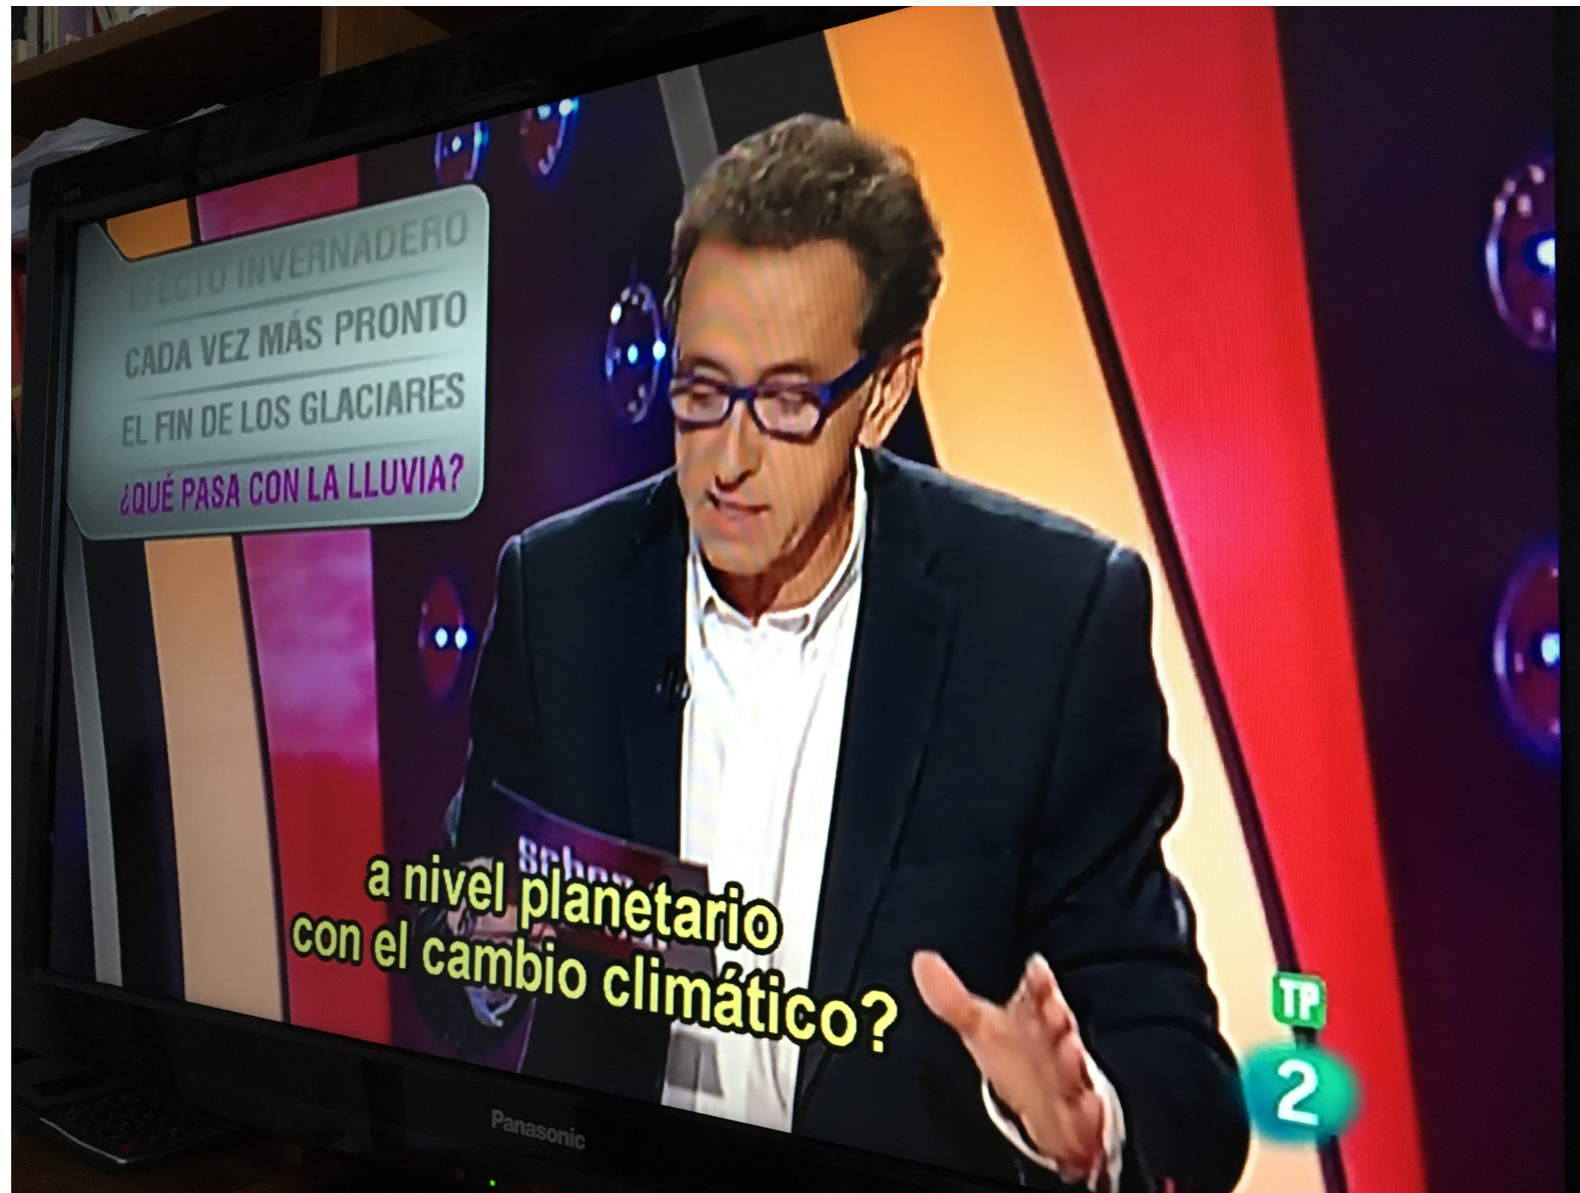 EFECTO INVERNADERO
CADA VEZ MÁS PRONTO
EL FIN DE LOS GLACIARES
¿QUÉ PASA CON LA LLUVIA?
a nivel planetario
con el cambio climático?
TP
2
Panasonic